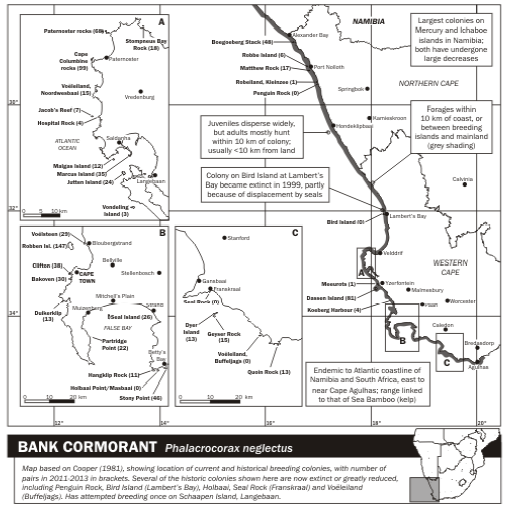 A
Paternoster rocks (68)
Stompneus Bay
Rock (18)
Cape
Columbine
rocks (99)
Paternoster
Voëleiland,
Noordwesbaai (15)
Vredenburg
Jacob's Reef (7)
Hospital Rock (4)
ATLANTIC
OCEAN
Saldanha
Malgas Island (12)
Marcus Island (35)
Jutten Island (24)
Langebaan
Vondeling
Island (3)
0 5 10 km
NAMIBIA
Alexander Bay
Boegoeberg Stack (48)
Robbe Island (6)
Matthew Rock (17)
Port Nolloth
Robeiland, Kleinzee (1)
Penguin Rock (0)
Springbok
NORTHERN CAPE
Kamieskroon
Hondeklipbaai
Largest colonies on
Mercury and Ichaboe
islands in Namibia;
both have undergone
large decreases
Forages within
10 km of coast, or
between breeding
islands and mainland
(grey shading)
Juveniles disperse widely,
but adults mostly hunt
within 10 km of colony;
usually <10 km from land
Colony on Bird Island at Lambert's
Bay became extinct in 1999, partly
because of displacement by seals
Calvinia
Bird Island (0)
Lambert's Bay
Velddrif
WESTERN
CAPE
A
Meeurots (1)
Yzerfontein
Malmesbury
Dassen Island (81)
Koeberg Harbour (4)
Worcester
B
Caledon
C
Bredasdorp
Agulhas
30°
32°
34°
12°
14°
16°
18°
20°
Endemic to Atlantic coastline of
Namibia and South Africa, east to
near Cape Agulhas; range linked
to that of Sea Bamboo (kelp)
B
Voëlsteen (25)
Robben Isl. (147)
Bloubergstrand
Clifton (38)
Bakoven (30)
CAPE
TOWN
Bellville
Stellenbosch
Mitchell's Plain
Strand
Duikerklip
(13)
Muizenberg
Seal Island (26)
FALSE BAY
Partridge
Point (22)
Betty's
Bay
Hangklip Rock (11)
Holbaai Point/Masbaai (0)
Stony Point (46)
0 10 20 km
C
Stanford
Gansbaai
Franskraal
Seal Rock (0)
Dyer
Island
(13)
Geyser Rock
(15)
Voëleiland,
Buffeljags (0)
Quoin Rock (13)
0 10 20 km
BANK CORMORANT Phalacrocorax neglectus
Map based on Cooper (1981), showing location of current and historical breeding colonies, with number of
pairs in 2011-2013 in brackets. Several of the historic colonies shown here are now extinct or greatly reduced,
including Penguin Rock, Bird Island (Lambert's Bay), Holbaai, Seal Rock (Franskraal) and Voëleiland
(Buffeljags). Has attempted breeding once on Schaapen Island, Langebaan.